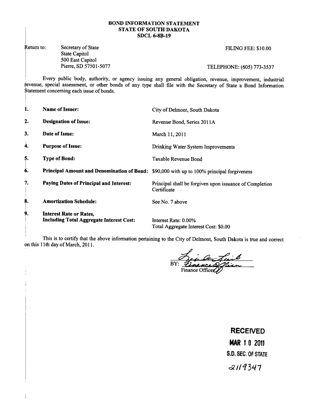 BOND INFORMATION STATEMENT
STATE OF SOUTH DAKOTA
SDCL 6-8B-19
Return to: Secretary of State FILING FEE: $10.00
State Capitol
500 East Capitol
Pierre, SD 57501-5077 TELEPHONE: (605) 773-3537
Every public body, authority, or agency issuing any general obligation, revenue, improvement, industrial
revenue, special assessment, or other bonds of any type shall file with the Secretary of State a Bond Information
Statement concerning each issue of bonds.
1. Name of Issuer: City of Delmont, South Dakota
2. Designation of Issue: Revenue Bond, Series 2011A
3. Date of Issue: March 11, 2011
4. Purpose of Issue: Drinking Water System Improvements
5. Type of Bond: Taxable Revenue Bond
6. Principal Amount and Denomination of Bond: $90,000 with up to 100% principal forgiveness
7. Paying Dates of Principal and Interest: Principal shall be forgiven upon issuance of Completion
Certificate
8. Amortization Schedule: See No. 7 above
9. Interest Rate or Rates,
Including Total Aggregate Interest Cost: Interest Rate: 0.00%
Total Aggregate Interest Cost: $0.00
This is to certify that the above information pertaining to the City of Delmont, South Dakota is true and correct
on this 11th day of March, 2011.
BY: Finance Officer
Finance Officer
RECEIVED
MAR 10 2011
S.D. SEC. OF STATE
2119347